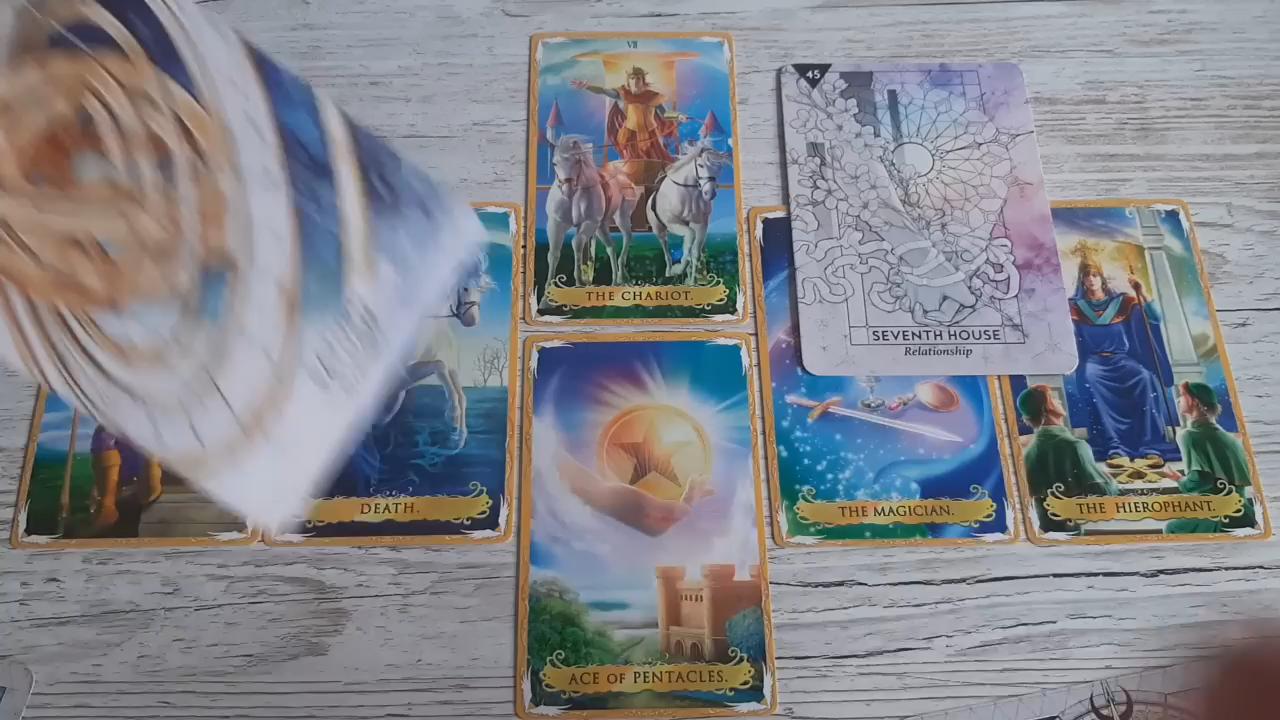 VII
THE CHARIOT.
45
SEVENTH HOUSE
Relationship
DEATH.
THE MAGICIAN.
THE HIEROPHANT.
ACE OF PENTACLES.